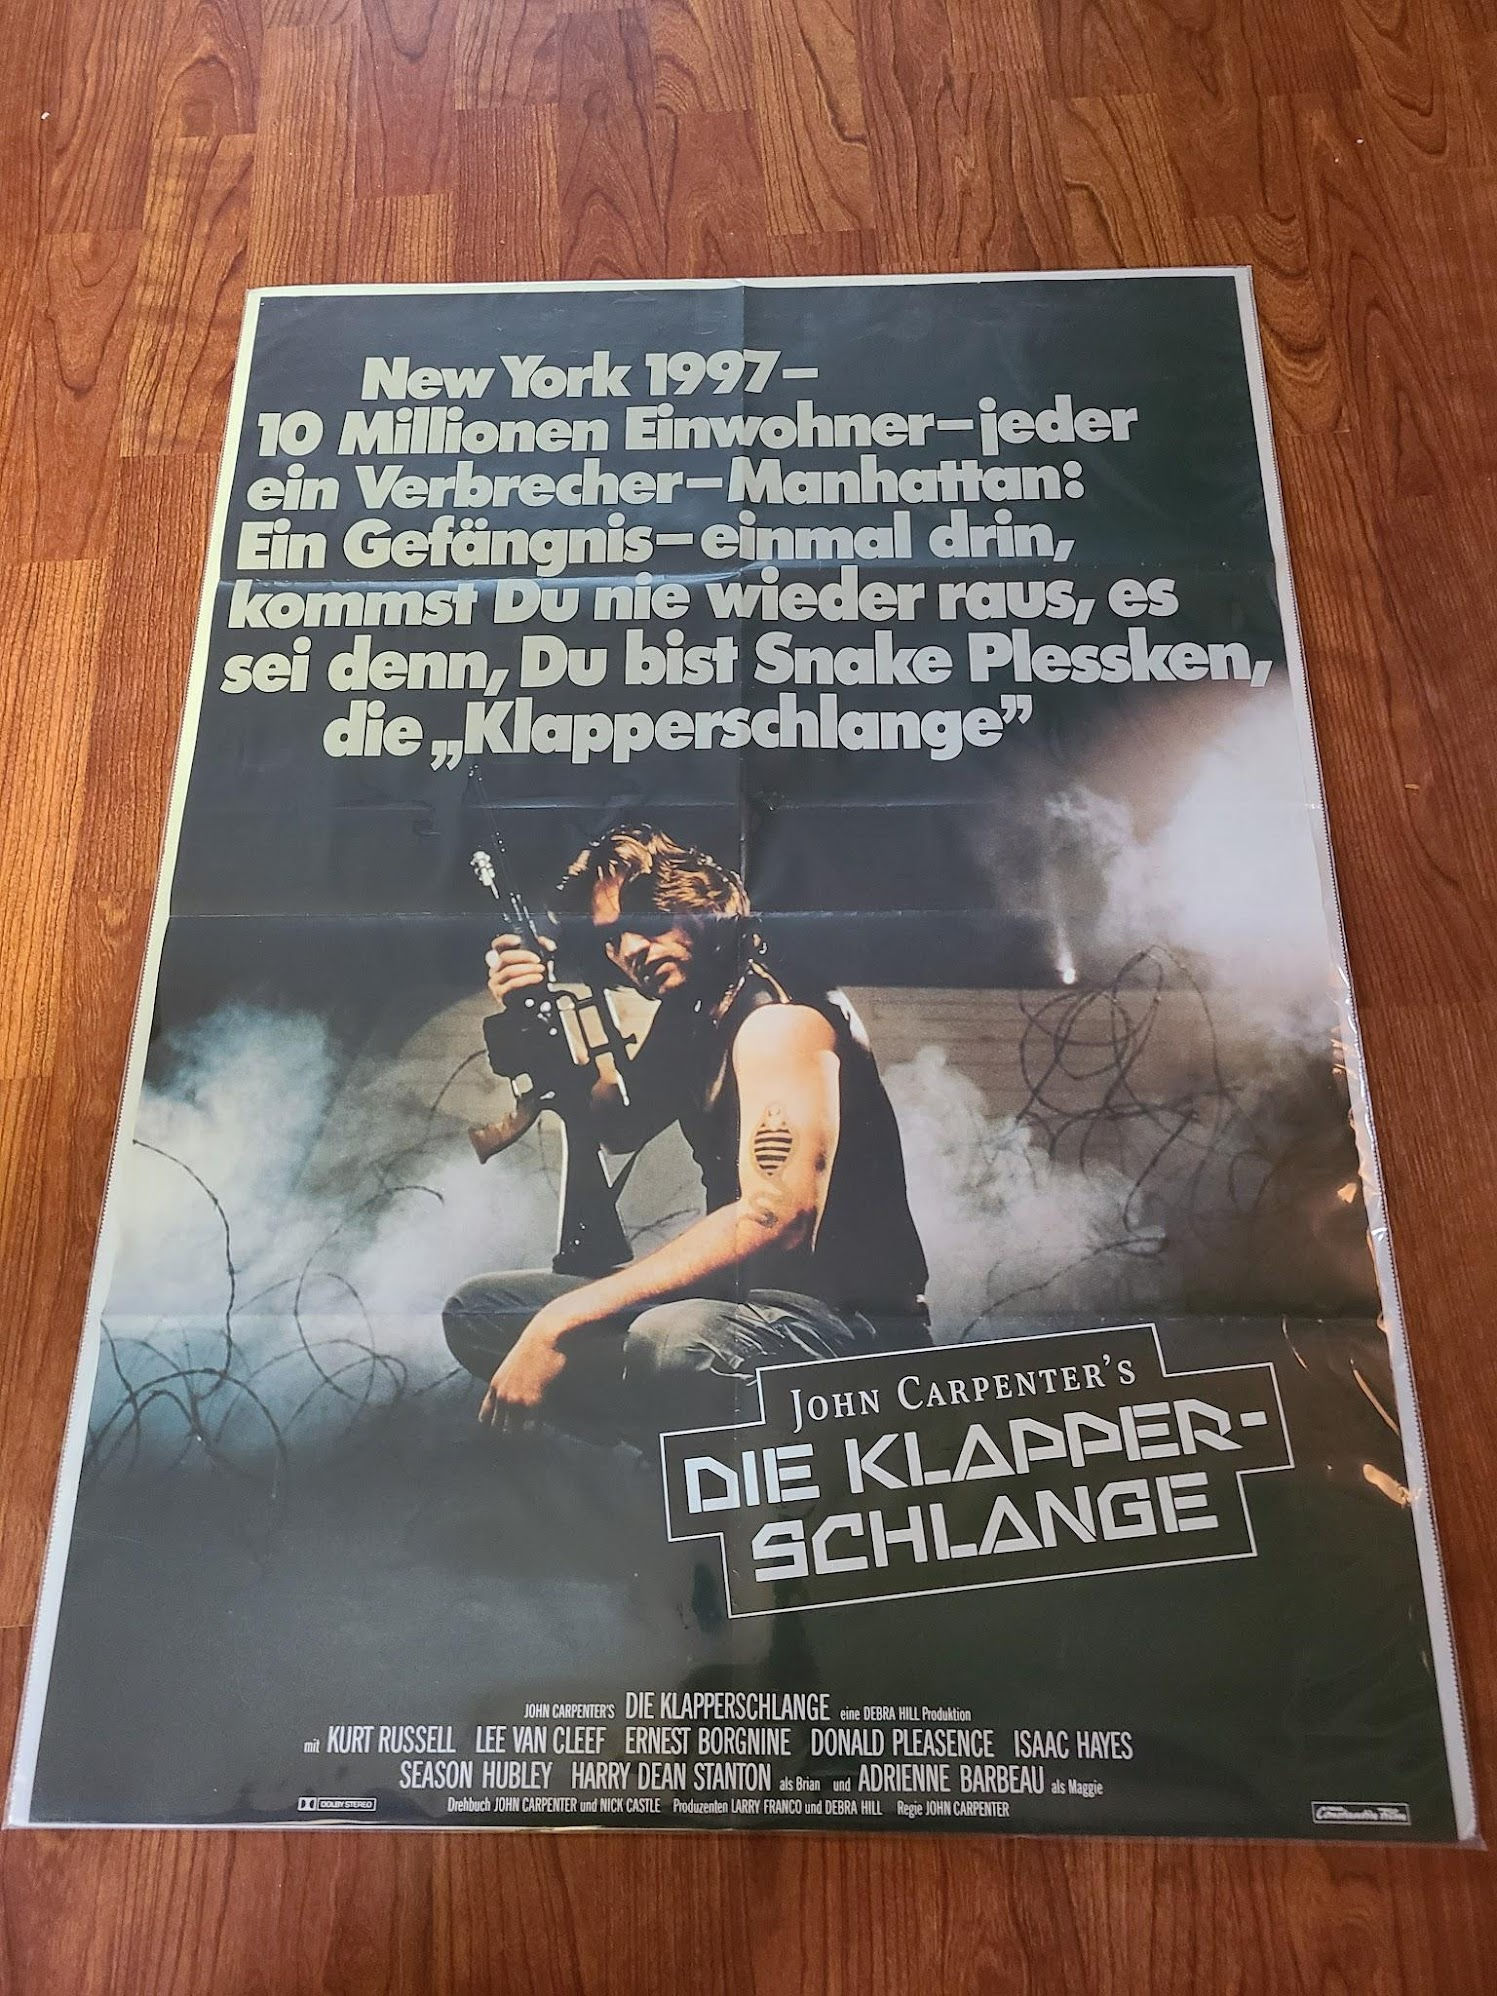 New York 1997–
10 Millionen Einwohner–jeder
ein Verbrecher–Manhattan:
Ein Gefängnis–einmal drin,
kommst Du nie wieder raus, es
sei denn, Du bist Snake Plessken,
die „Klapperschlange”
JOHN CARPENTER'S
DIE KLAPPER-
SCHLANGE
JOHN CARPENTER'S DIE KLAPPERSCHLANGE eine DEBRA HILL Produktion
mit KURT RUSSELL LEE VAN CLEEF ERNEST BORGNINE DONALD PLEASENCE ISAAC HAYES
SEASON HUBLEY HARRY DEAN STANTON als Brian und ADRIENNE BARBEAU als Maggie
DOLBY STEREO Drehbuch JOHN CARPENTER und NICK CASTLE Produzenten LARRY FRANCO und DEBRA HILL Regie JOHN CARPENTER